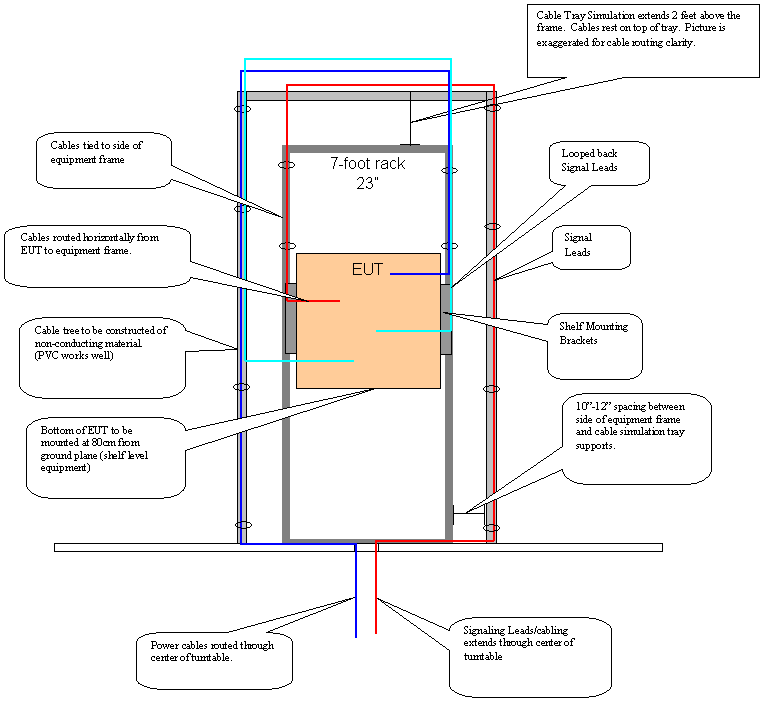 Cable Tray Simulation extends 2 feet above the
frame. Cables rest on top of tray. Picture is
exaggerated for cable routing clarity.
Cables tied to side of
equipment frame
7-foot rack
23"
Looped back
Signal Leads
Cables routed horizontally from
EUT to equipment frame.
Signal
Leads
EUT
Cable tree to be constructed of
non-conducting material.
(PVC works well)
Shelf Mounting
Brackets
Bottom of EUT to be
mounted at 80cm from
ground plane (shelf level
equipment)
10"-12" spacing between
side of equipment frame
and cable simulation tray
supports.
Power cables routed through
center of turntable.
Signaling Leads/cabling
extends through center of
turntable